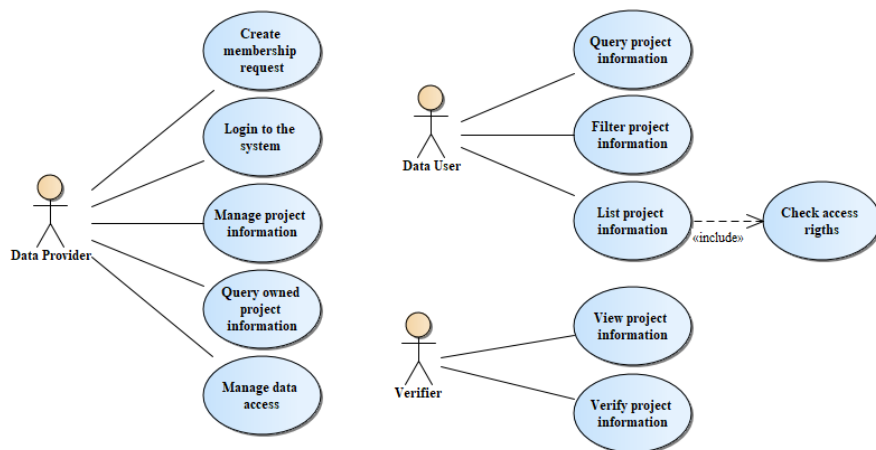 Create
membership
request
Login to the
system
Manage project
information
Data Provider
Query owned
project
information
Manage data
access
Query project
information
Filter project
information
Data User
List project
information
«include»
Check access
rigths
View project
information
Verifier
Verify project
information